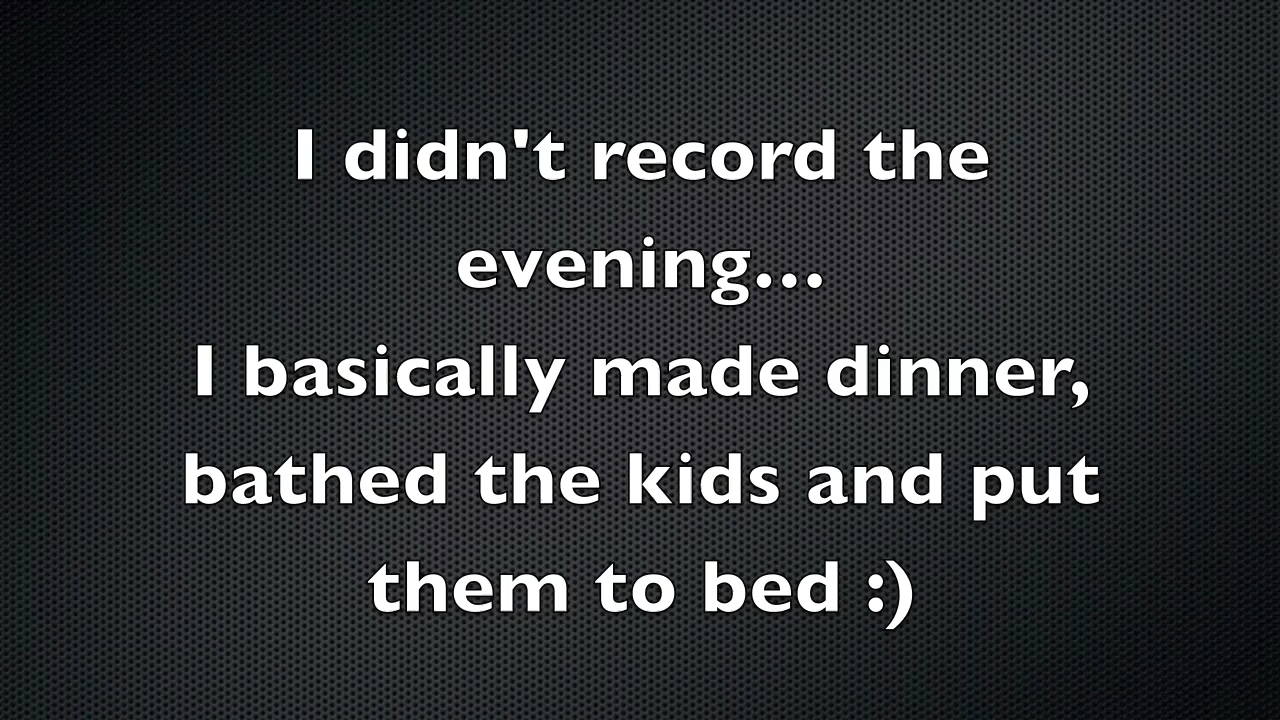 I didn't record the
evening...
I basically made dinner,
bathed the kids and put
them to bed :)